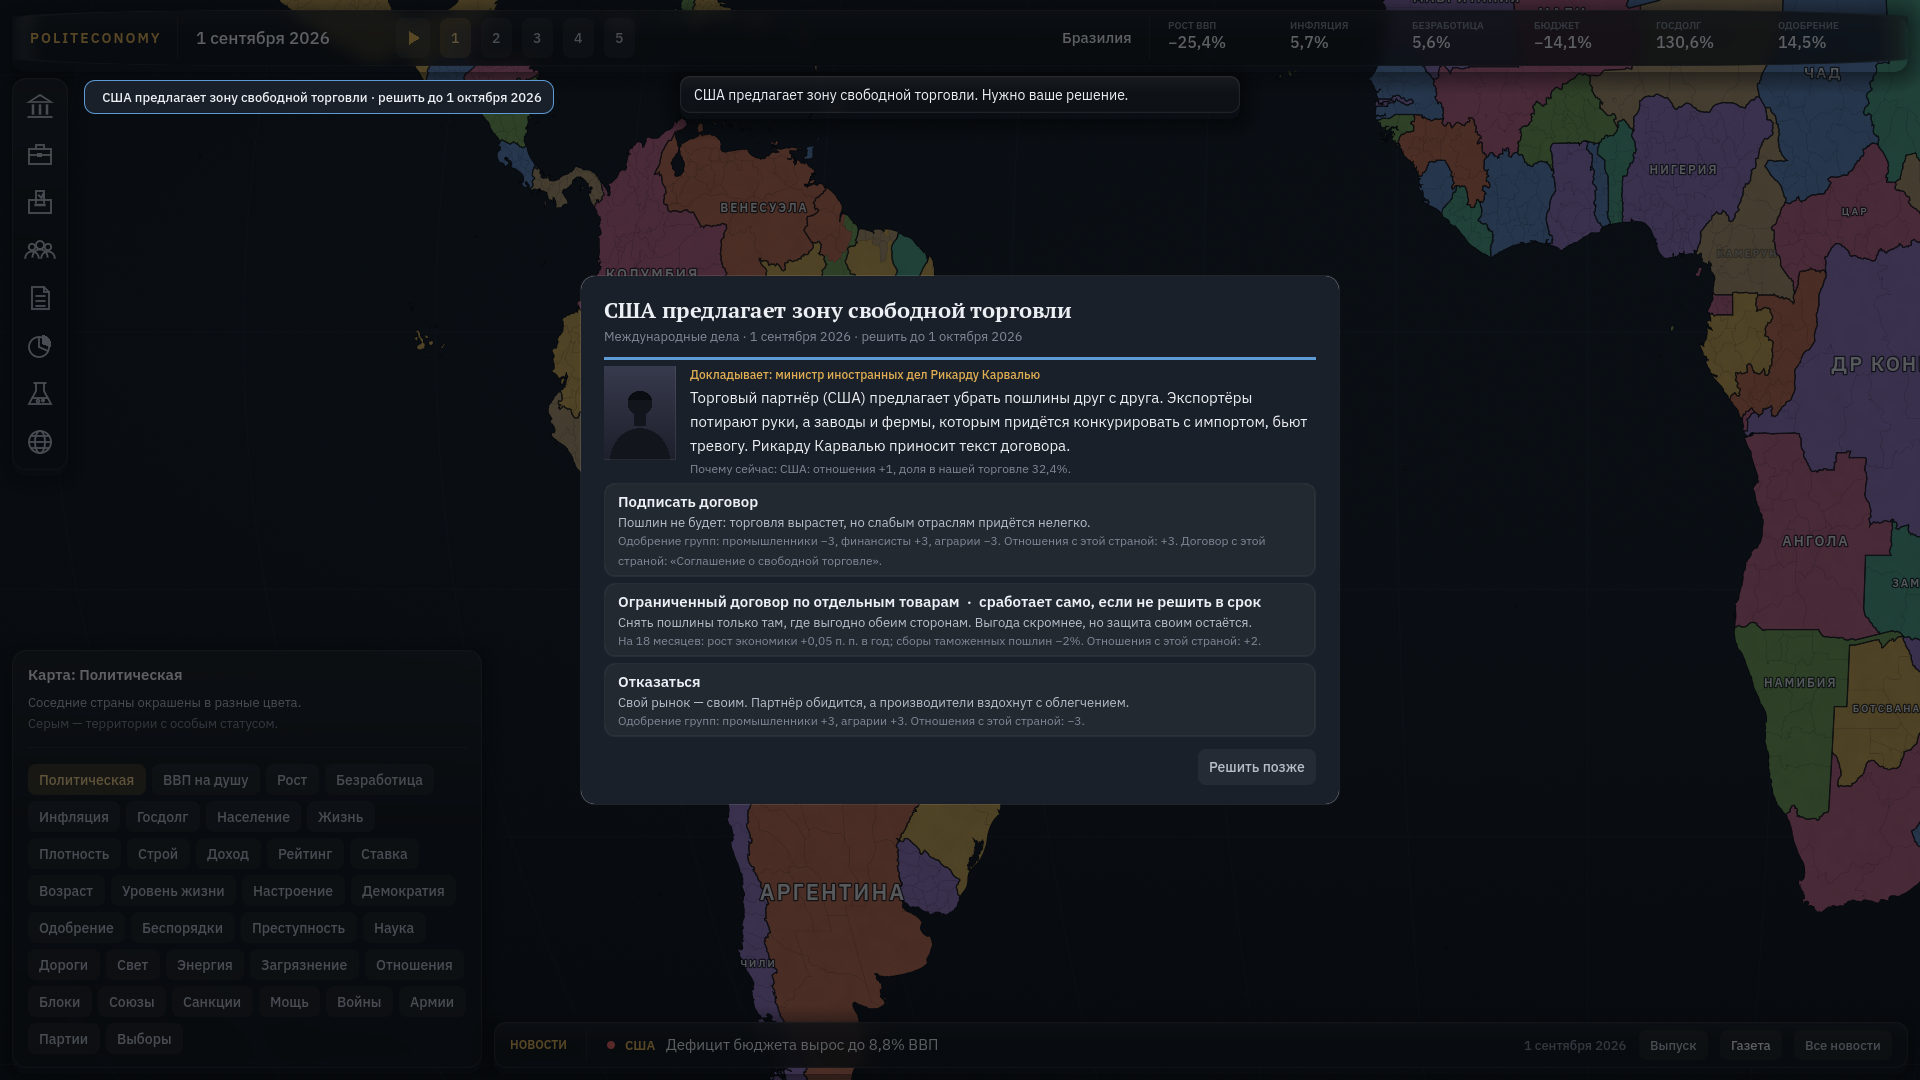 POLITECONOMY
1 сентября 2026
1
2
3
4
5
Бразилия
РОСТ ВВП
−25,4%
ИНФЛЯЦИЯ
5,7%
БЕЗРАБОТИЦА
5,6%
БЮДЖЕТ
−14,1%
ГОСДОЛГ
130,6%
ОДОБРЕНИЕ
14,5%
США предлагает зону свободной торговли · решить до 1 октября 2026
США предлагает зону свободной торговли. Нужно ваше решение.
ЧАД
НИГЕРИЯ
ВЕНЕСУЭЛА
ЦАР
КАМЕРУН
КОЛУМБИЯ
ДР КОН
АНГОЛА
ЗАМ
НАМИБИЯ
БОТСВАНА
АРГЕНТИНА
ЧИЛИ
США предлагает зону свободной торговли
Международные дела · 1 сентября 2026 · решить до 1 октября 2026
Докладывает: министр иностранных дел Рикарду Карвалью
Торговый партнёр (США) предлагает убрать пошлины друг с друга. Экспортёры
потирают руки, а заводы и фермы, которым придётся конкурировать с импортом, бьют
тревогу. Рикарду Карвалью приносит текст договора.
Почему сейчас: США: отношения +1, доля в нашей торговле 32,4%.
Подписать договор
Пошлин не будет: торговля вырастет, но слабым отраслям придётся нелегко.
Одобрение групп: промышленники −3, финансисты +3, аграрии −3. Отношения с этой страной: +3. Договор с этой
страной: «Соглашение о свободной торговле».
Ограниченный договор по отдельным товарам · сработает само, если не решить в срок
Снять пошлины только там, где выгодно обеим сторонам. Выгода скромнее, но защита своим остаётся.
На 18 месяцев: рост экономики +0,05 п. п. в год; сборы таможенных пошлин −2%. Отношения с этой страной: +2.
Отказаться
Свой рынок — своим. Партнёр обидится, а производители вздохнут с облегчением.
Одобрение групп: промышленники +3, аграрии +3. Отношения с этой страной: −3.
Решить позже
Карта: Политическая
Соседние страны окрашены в разные цвета.
Серым — территории с особым статусом.
Политическая
ВВП на душу
Рост
Безработица
Инфляция
Госдолг
Население
Жизнь
Плотность
Строй
Доход
Рейтинг
Ставка
Возраст
Уровень жизни
Настроение
Демократия
Одобрение
Беспорядки
Преступность
Наука
Дороги
Свет
Энергия
Загрязнение
Отношения
Блоки
Союзы
Санкции
Мощь
Войны
Армии
Партии
Выборы
НОВОСТИ
США Дефицит бюджета вырос до 8,8% ВВП
1 сентября 2026
Выпуск
Газета
Все новости